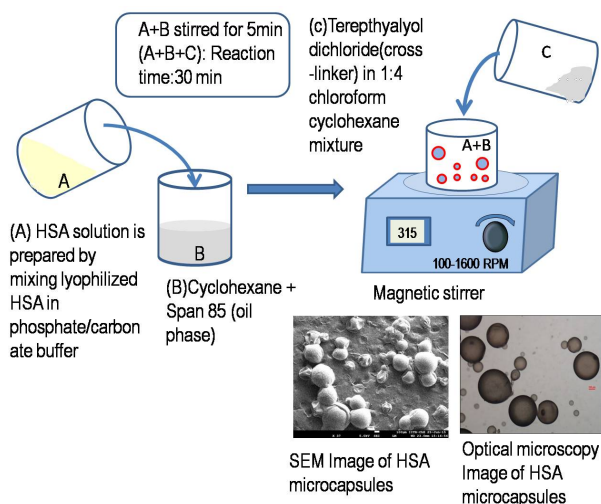 A+B stirred for 5min
(A+B+C): Reaction
time:30 min
(c)Terepthyalyol
dichloride(cross
-linker) in 1:4
chloroform
cyclohexane
mixture
C
A
B
A+B
315
100-1600 RPM
(A) HSA solution is
prepared by
mixing lyophilized
HSA in
phosphate/carbon
ate buffer
(B)Cyclohexane +
Span 85 (oil
phase)
Magnetic stirrer
SEM Image of HSA
microcapsules
Optical microscopy
Image of HSA
microcapsules